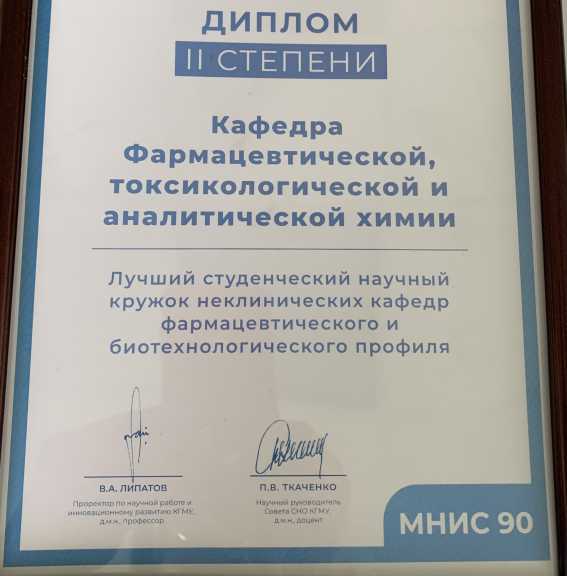 ДИПЛОМ
II СТЕПЕНИ
Кафедра
Фармацевтической,
токсикологической и
аналитической химии
Лучший студенческий научный
кружок неклинических кафедр
фармацевтического и
биотехнологического профиля
В.А. ЛИПАТОВ
Проректор по научной работе и
инновационному развитию КГМУ,
д.м.н., профессор
П.В. ТКАЧЕНКО
Научный руководитель
Совета СНО КГМУ
д.м.н., доцент
МНИС 90